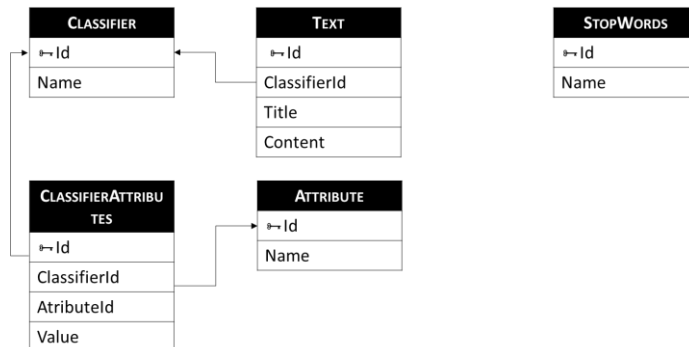 CLASSIFIER
Id
Name
TEXT
Id
ClassifierId
Title
Content
STOPWORDS
Id
Name
CLASSIFIERATTRIBU
TES
Id
ClassifierId
AtributeId
Value
ATTRIBUTE
Id
Name